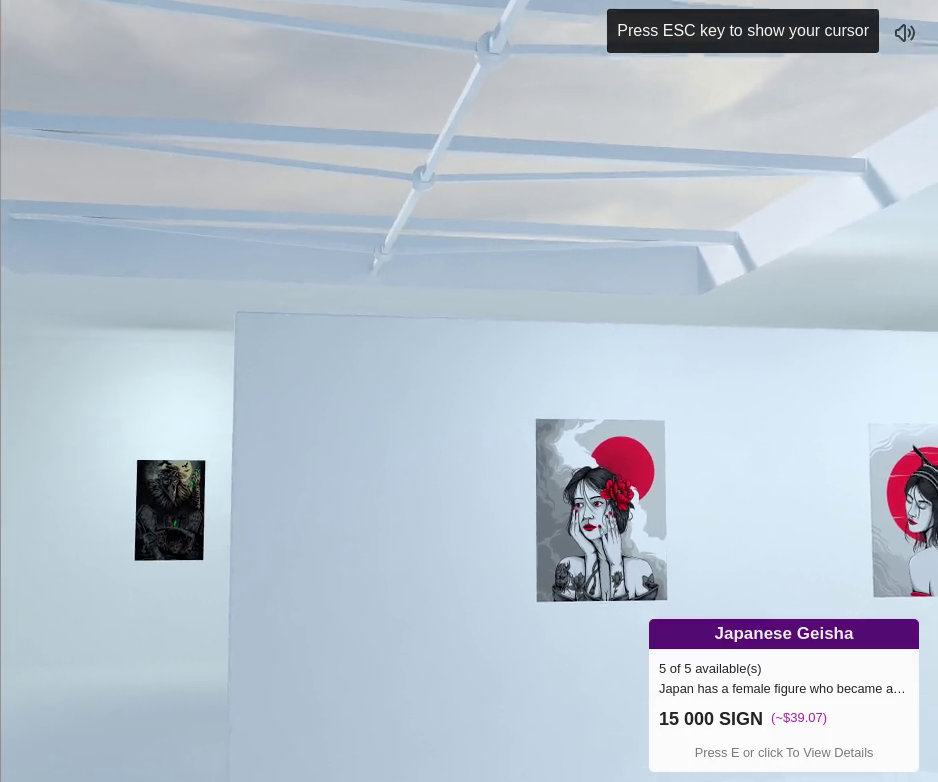 Press ESC key to show your cursor
Japanese Geisha
5 of 5 available(s)
Japan has a female figure who became a…
15 000 SIGN (~$39.07)
Press E or click To View Details